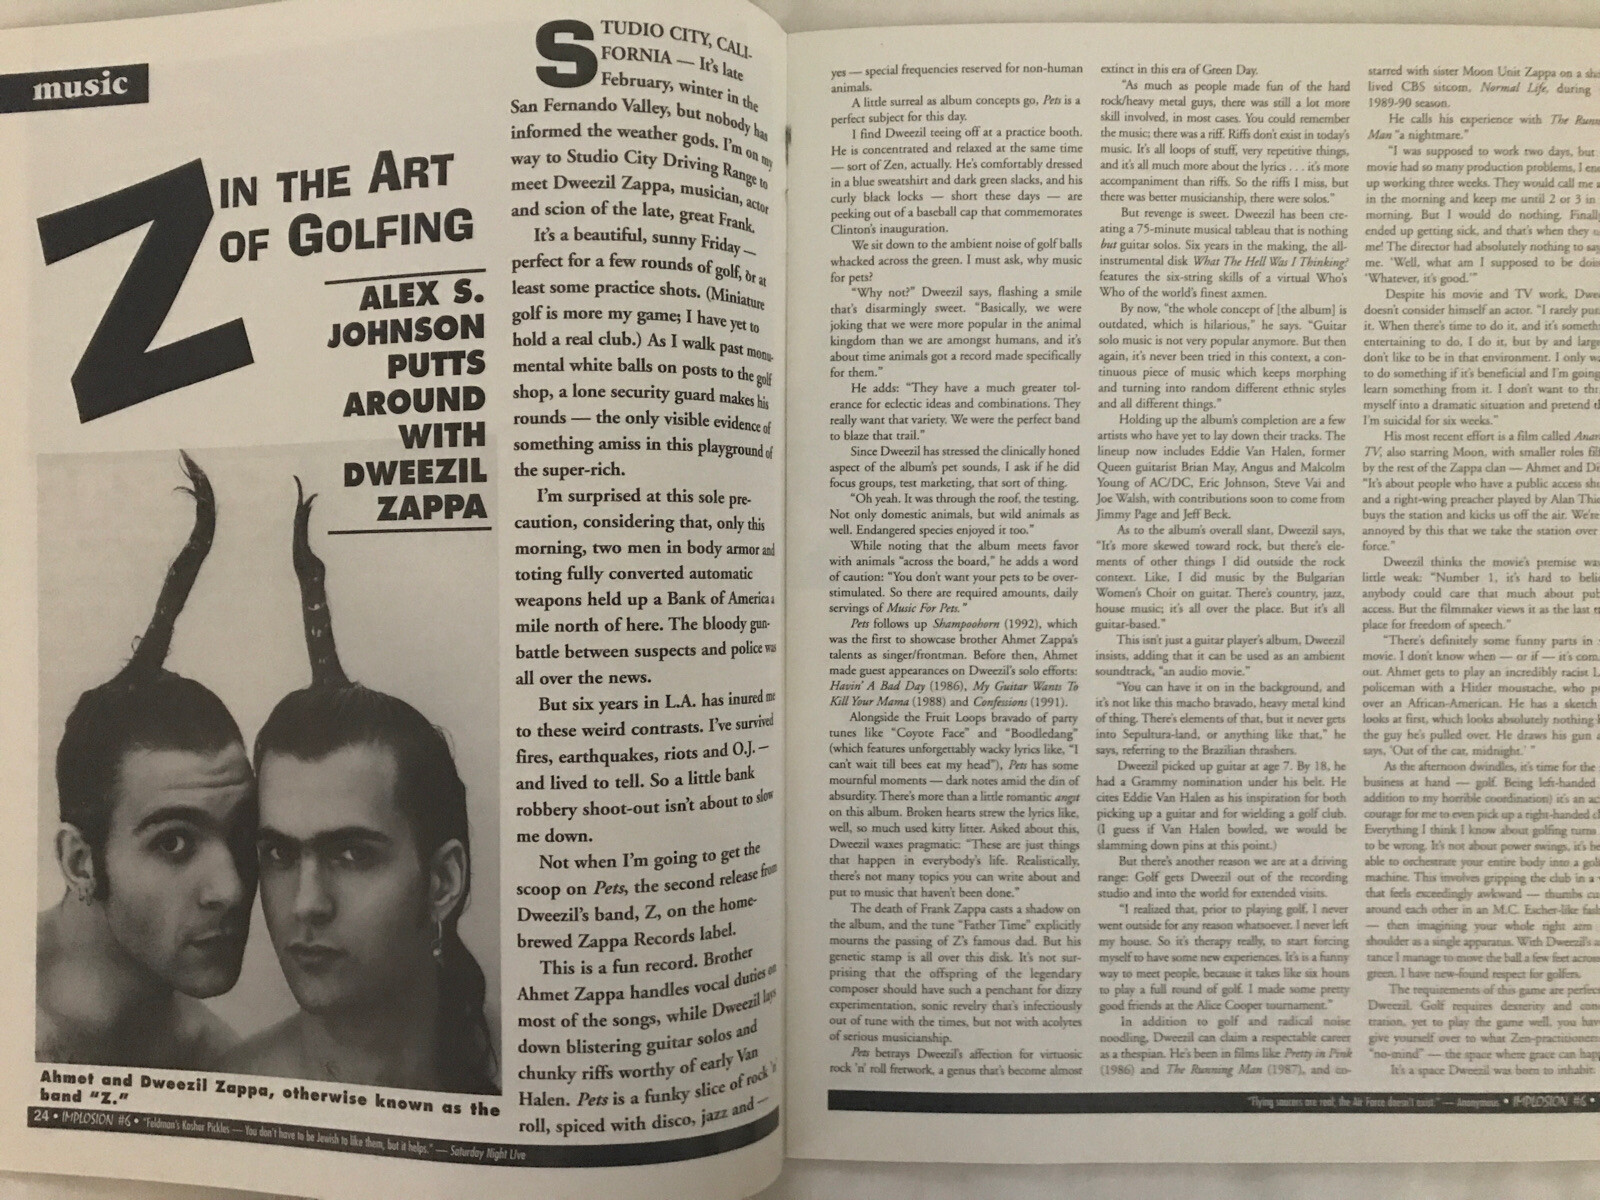 music
Z IN THE ART
OF GOLFING
ALEX S.
JOHNSON
PUTTS
AROUND
WITH
DWEEZIL
ZAPPA
Ahmet and Dweezil Zappa, otherwise known as the
band "Z."
24 • IMPLOSION #6 • "Feldman's Kosher Pickles — You don't have to be Jewish to like them, but it helps." — Saturday Night Live
STUDIO CITY, CALI-
FORNIA — It's late
February, winter in the
San Fernando Valley, but nobody has
informed the weather gods. I'm on my
way to Studio City Driving Range to
meet Dweezil Zappa, musician, actor
and scion of the late, great Frank.
It's a beautiful, sunny Friday —
perfect for a few rounds of golf, or at
least some practice shots. (Miniature
golf is more my game; I have yet to
hold a real club.) As I walk past monu-
mental white balls on posts to the golf
shop, a lone security guard makes his
rounds — the only visible evidence of
something amiss in this playground of
the super-rich.
I'm surprised at this sole pre-
caution, considering that, only this
morning, two men in body armor and
toting fully converted automatic
weapons held up a Bank of America a
mile north of here. The bloody gun-
battle between suspects and police was
all over the news.
But six years in L.A. has inured me
to these weird contrasts. I've survived
fires, earthquakes, riots and O.J. —
and lived to tell. So a little bank
robbery shoot-out isn't about to slow
me down.
Not when I'm going to get the
scoop on Pets, the second release from
Dweezil's band, Z, on the home-
brewed Zappa Records label.
This is a fun record. Brother
Ahmet Zappa handles vocal duties on
most of the songs, while Dweezil lays
down blistering guitar solos and
chunky riffs worthy of early Van
Halen. Pets is a funky slice of rock 'n'
roll, spiced with disco, jazz and —
yes — special frequencies reserved for non-human
animals.
A little surreal as album concepts go, Pets is a
perfect subject for this day.
I find Dweezil teeing off at a practice booth.
He is concentrated and relaxed at the same time
— sort of Zen, actually. He's comfortably dressed
in a blue sweatshirt and dark green slacks, and his
curly black locks — short these days — are
peeking out of a baseball cap that commemorates
Clinton's inauguration.
We sit down to the ambient noise of golf balls
whacked across the green. I must ask, why music
for pets?
"Why not?" Dweezil says, flashing a smile
that's disarmingly sweet. "Basically, we were
joking that we were more popular in the animal
kingdom than we are amongst humans, and it's
about time animals got a record made specifically
for them."
He adds: "They have a much greater tol-
erance for eclectic ideas and combinations. They
really want that variety. We were the perfect band
to blaze that trail."
Since Dweezil has stressed the clinically honed
aspect of the album's pet sounds, I ask if he did
focus groups, test marketing, that sort of thing.
"Oh yeah. It was through the roof, the testing.
Not only domestic animals, but wild animals as
well. Endangered species enjoyed it too."
While noting that the album meets favor
with animals "across the board," he adds a word
of caution: "You don't want your pets to be over-
stimulated. So there are required amounts, daily
servings of Music For Pets."
Pets follows up Shampoohorn (1992), which
was the first to showcase brother Ahmet Zappa's
talents as singer/frontman. Before then, Ahmet
made guest appearances on Dweezil's solo efforts:
Havin' A Bad Day (1986), My Guitar Wants To
Kill Your Mama (1988) and Confessions (1991).
Alongside the Fruit Loops bravado of party
tunes like "Coyote Face" and "Boodledang"
(which features unforgettably wacky lyrics like, "I
can't wait till bees eat my head"), Pets has some
mournful moments — dark notes amid the din of
absurdity. There's more than a little romantic angst
on this album. Broken hearts strew the lyrics like,
well, so much used kitty litter. Asked about this,
Dweezil waxes pragmatic: "These are just things
that happen in everybody's life. Realistically,
there's not many topics you can write about and
put to music that haven't been done."
The death of Frank Zappa casts a shadow on
the album, and the tune "Father Time" explicitly
mourns the passing of Z's famous dad. But his
genetic stamp is all over this disk. It's not sur-
prising that the offspring of the legendary
composer should have such a penchant for dizzy
experimentation, sonic revelry that's infectiously
out of tune with the times, but not with acolytes
of serious musicianship.
Pets betrays Dweezil's affection for virtuosic
rock 'n' roll fretwork, a genus that's become almost
extinct in this era of Green Day.
"As much as people made fun of the hard
rock/heavy metal guys, there was still a lot more
skill involved, in most cases. You could remember
the music; there was a riff. Riffs don't exist in today's
music. It's all loops of stuff, very repetitive things,
and it's all much more about the lyrics . . . it's more
accompaniment than riffs. So the riffs I miss, but
there was better musicianship, there were solos."
But revenge is sweet. Dweezil has been cre-
ating a 75-minute musical tableau that is nothing
but guitar solos. Six years in the making, the all-
instrumental disk What The Hell Was I Thinking?
features the six-string skills of a virtual Who's
Who of the world's finest axmen.
By now, "the whole concept of [the album] is
outdated, which is hilarious," he says. "Guitar
solo music is not very popular anymore. But then
again, it's never been tried in this context, a con-
tinuous piece of music which keeps morphing
and turning into random different ethnic styles
and all different things."
Holding up the album's completion are a few
artists who have yet to lay down their tracks. The
lineup now includes Eddie Van Halen, former
Queen guitarist Brian May, Angus and Malcolm
Young of AC/DC, Eric Johnson, Steve Vai and
Joe Walsh, with contributions soon to come from
Jimmy Page and Jeff Beck.
As to the album's overall slant, Dweezil says,
"It's more skewed toward rock, but there's ele-
ments of other things I did outside the rock
context. Like, I did music by the Bulgarian
Women's Choir on guitar. There's country, jazz,
house music; it's all over the place. But it's all
guitar-based."
This isn't just a guitar player's album, Dweezil
insists, adding that it can be used as an ambient
soundtrack, "an audio movie."
"You can have it on in the background, and
it's not like this macho bravado, heavy metal kind
of thing. There's elements of that, but it never gets
into Sepultura-land, or anything like that," he
says, referring to the Brazilian thrashers.
Dweezil picked up guitar at age 7. By 18, he
had a Grammy nomination under his belt. He
cites Eddie Van Halen as his inspiration for both
picking up a guitar and for wielding a golf club.
(I guess if Van Halen bowled, we would be
slamming down pins at this point.)
But there's another reason we are at a driving
range: Golf gets Dweezil out of the recording
studio and into the world for extended visits.
"I realized that, prior to playing golf, I never
went outside for any reason whatsoever. I never left
my house. So it's therapy really, to start forcing
myself to have some new experiences. It's is a funny
way to meet people, because it takes like six hours
to play a full round of golf. I made some pretty
good friends at the Alice Cooper tournament."
In addition to golf and radical noise
noodling, Dweezil can claim a respectable career
as a thespian. He's been in films like Pretty in Pink
(1986) and The Running Man (1987), and co-
starred with sister Moon Unit Zappa on a
lived CBS sitcom, Normal Life, during
1989-90 season.
He calls his experience with The
Man "a nightmare."
"I was supposed to work two days, but
movie had so many production problems, I
up working three weeks. They would call me
in the morning and keep me until 2 or 3 in
morning. But I would do nothing.
ended up getting sick, and that's when they
me! The director had absolutely nothing to
me. 'Well, what am I supposed to be
'Whatever, it's good.'"
Despite his movie and TV work,
doesn't consider himself an actor. "I rarely
it. When there's time to do it, and it's
entertaining to do, I do it, but by and
don't like to be in that environment. I only
to do something if it's beneficial and I'm
learn something from it. I don't want to
myself into a dramatic situation and pretend
I'm suicidal for six weeks."
His most recent effort is a film called
TV, also starring Moon, with smaller roles
by the rest of the Zappa clan — Ahmet and
"It's about people who have a public access
and a right-wing preacher played by Alan
buys the station and kicks us off the air. We're
annoyed by this that we take the station over
force."
Dweezil thinks the movie's premise
little weak: "Number 1, it's hard to
anybody could care that much about
access. But the filmmaker views it as the last
place for freedom of speech."
"There's definitely some funny parts in
movie. I don't know when — or if — it's
out. Ahmet gets to play an incredibly racist
policeman with a Hitler moustache, who
over an African-American. He has a sketch
looks at first, which looks absolutely nothing
the guy he's pulled over. He draws his gun
says, 'Out of the car, midnight.' "
As the afternoon dwindles, it's time for the
business at hand — golf. Being left-handed
addition to my horrible coordination) it's an
courage for me to even pick up a right-handed
Everything I think I know about golfing turns
to be wrong. It's not about power swings, it's
able to orchestrate your entire body into a
machine. This involves gripping the club in a
that feels exceedingly awkward — thumbs
around each other in an M.C. Escher-like
— then imagining your whole right arm
shoulder as a single apparatus. With Dweezil's
tance I manage to move the ball a few feet across
green. I have new-found respect for golfers.
The requirements of this game are
Dweezil. Golf requires dexterity and
tration, yet to play the game well, you have
give yourself over to what Zen-practitioners
"no-mind" — the space where grace can
It's a space Dweezil was born to inhabit.
"Flying saucers are real; the Air Force doesn't exist." — Anonymous • IMPLOSION #6 •